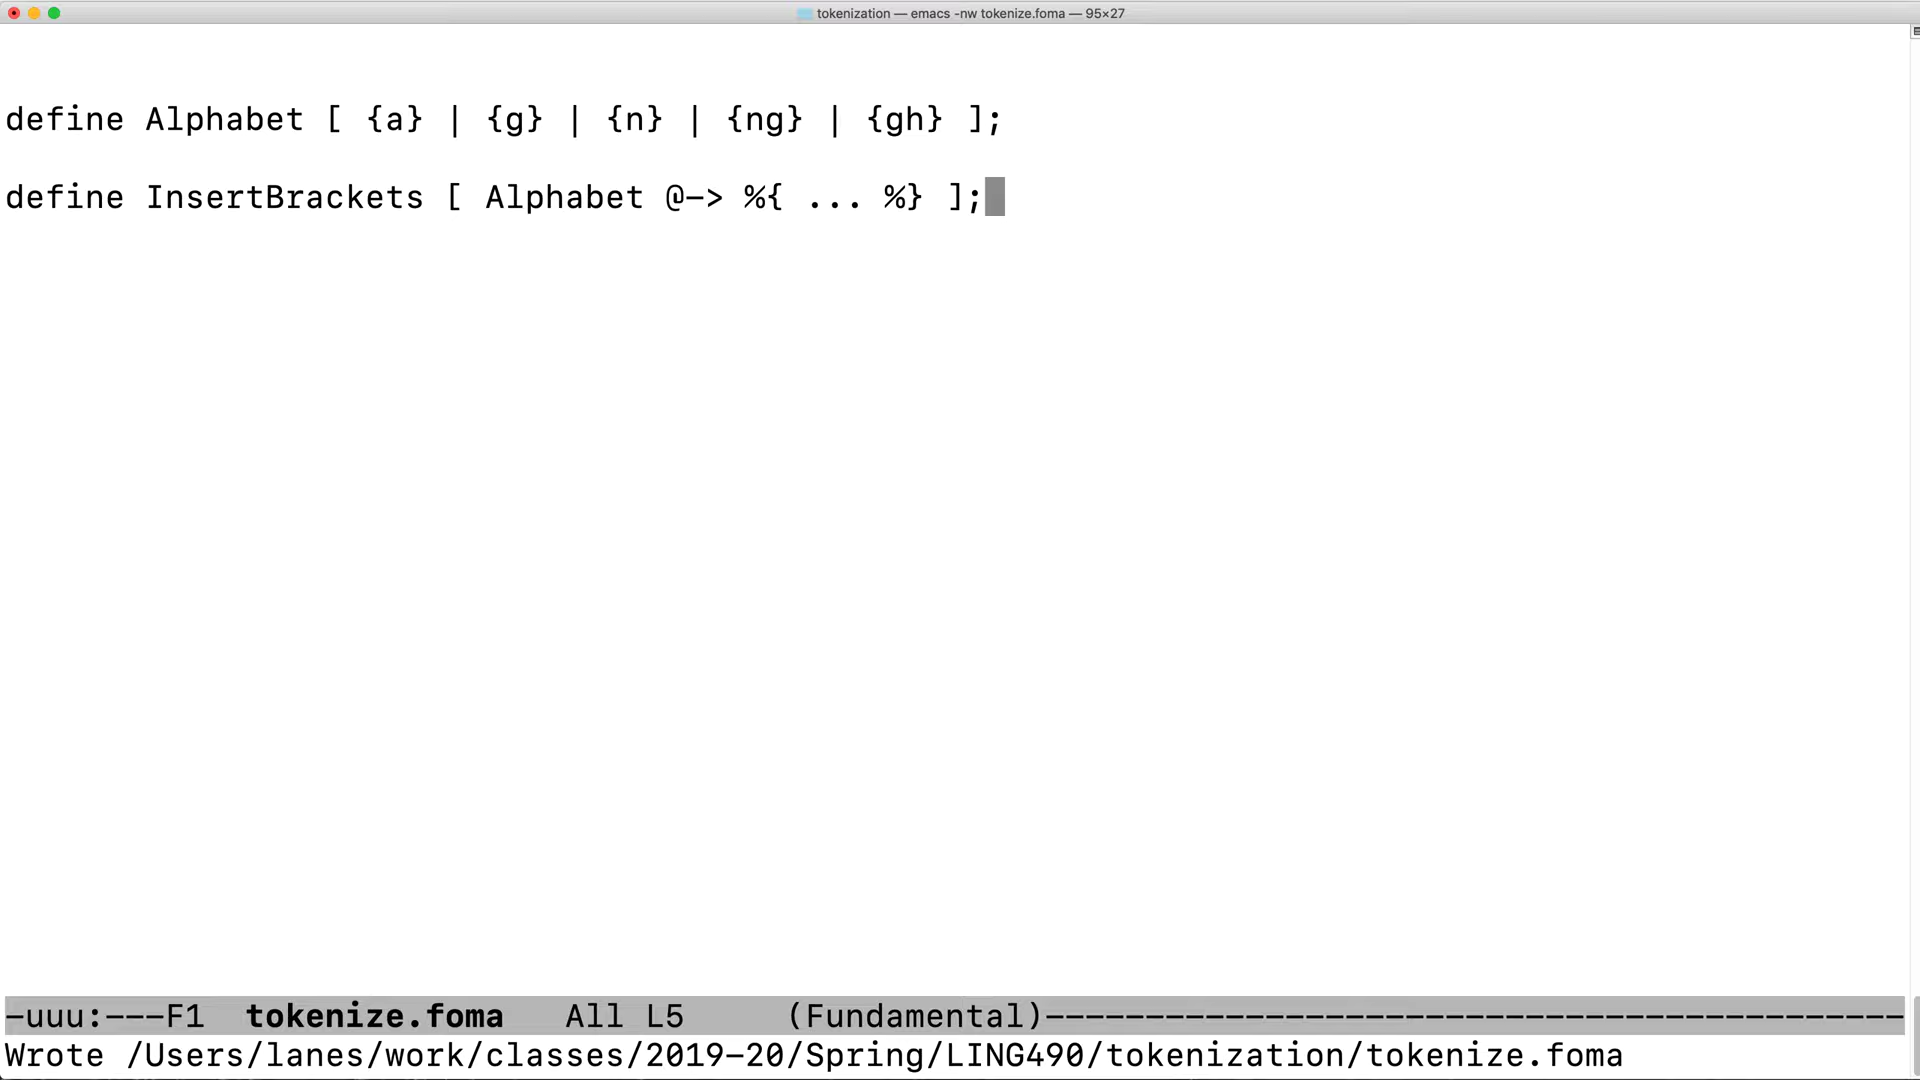 tokenization — emacs -nw tokenize.foma — 95×27
define Alphabet [ {a} | {g} | {n} | {ng} | {gh} ];
define InsertBrackets [ Alphabet @-> %{ ... %} ];
-uuu:---F1  tokenize.foma   All L5     (Fundamental)-------------------------------------------
Wrote /Users/lanes/work/classes/2019-20/Spring/LING490/tokenization/tokenize.foma